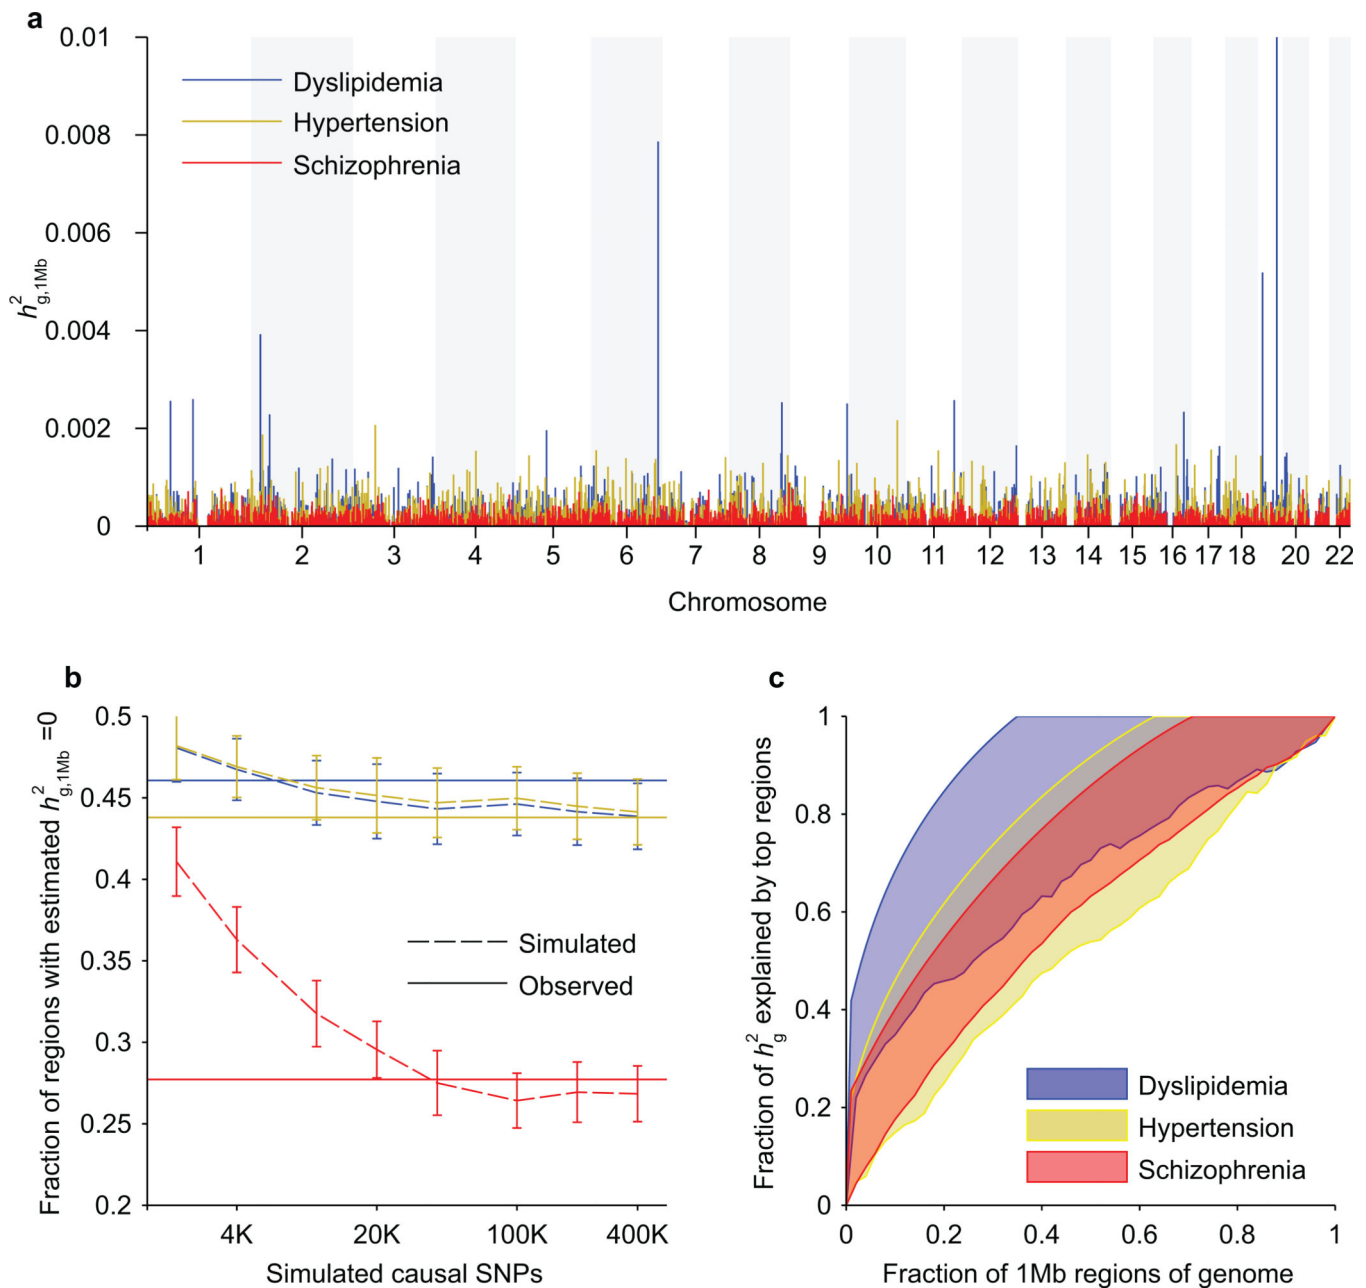 a
0.01
0.008
0.006
0.004
0.002
0
h²g,1Mb
Dyslipidemia
Hypertension
Schizophrenia
1 2 3 4 5 6 7 8 9 10 11 12 13 14 15 16 17 18 20 22
Chromosome
b
Fraction of regions with estimated h²g,1Mb =0
0.5
0.45
0.4
0.35
0.3
0.25
0.2
Simulated
Observed
4K 20K 100K 400K
Simulated causal SNPs
c
Fraction of h²g explained by top regions
1
0.8
0.6
0.4
0.2
0
Dyslipidemia
Hypertension
Schizophrenia
0 0.2 0.4 0.6 0.8 1
Fraction of 1Mb regions of genome